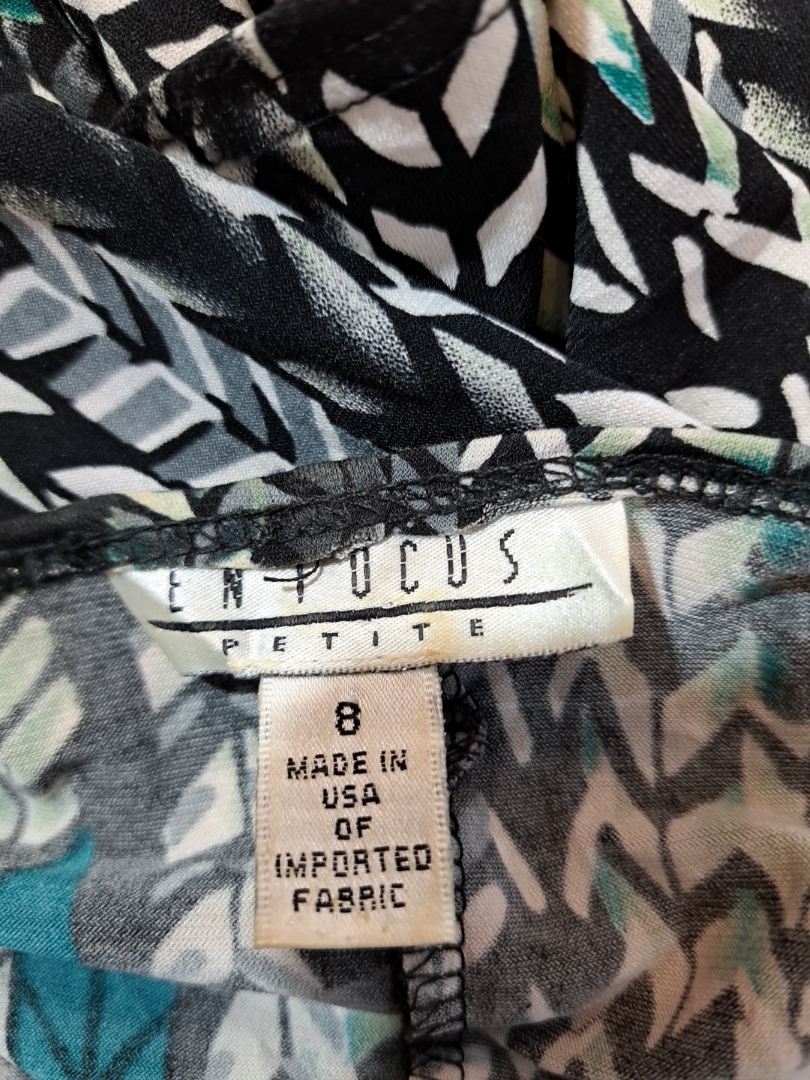 EN FOCUS
PETITE
8
MADE IN
USA
OF
IMPORTED
FABRIC